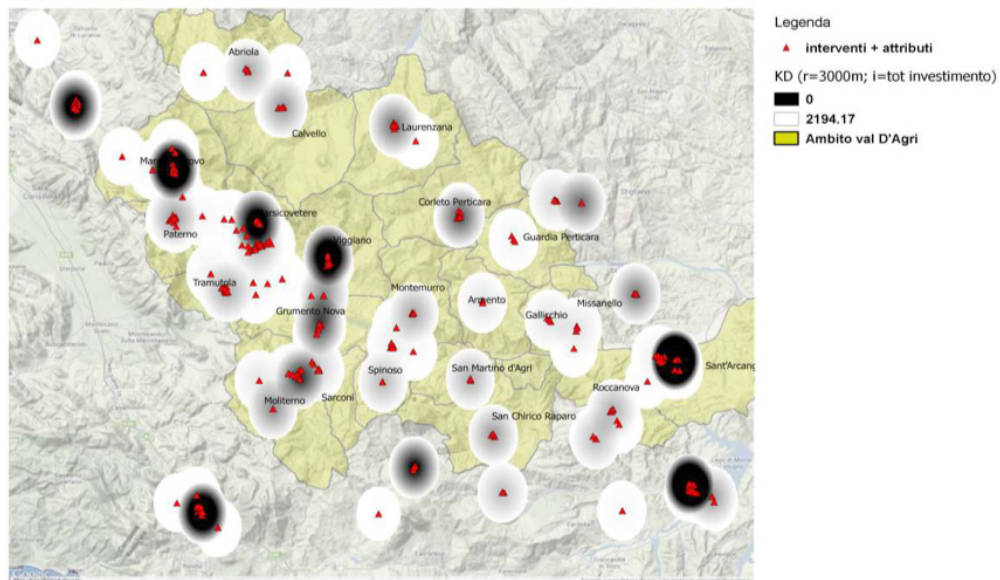 Legenda
interventi + attributi
KD (r=3000m; i=tot investimento)
0
2194.17
Ambito val D'Agri
Abriola
Calvello
Laurenzana
Paterno
Corleto Perticara
Guardia Perticara
Viggiano
Tramutola
Grumento Nova
Montemurro
Armento
Missanello
Gallicchio
Spinoso
San Martino d'Agri
Sarconi
Moliterno
Roccanova
Sant'Arcang
San Chirico Raparo